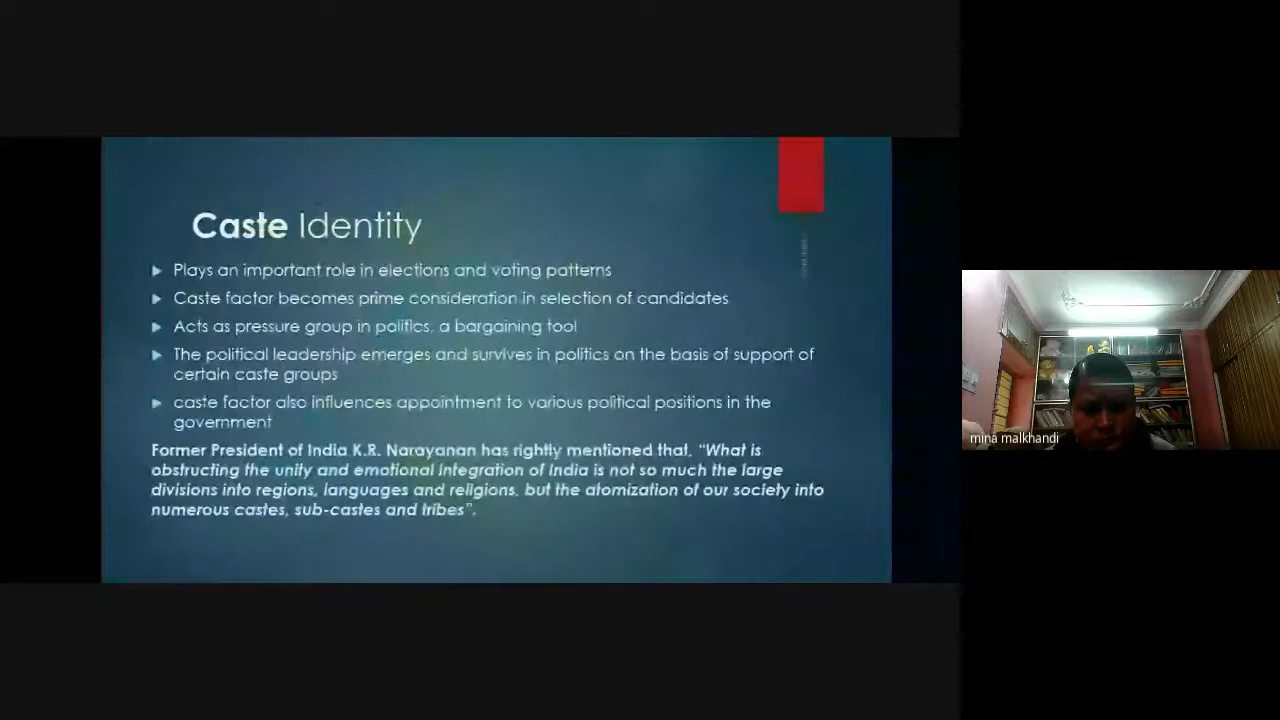 Caste Identity
Plays an important role in elections and voting patterns
Caste factor becomes prime consideration in selection of candidates
Acts as pressure group in politics, a bargaining tool
The political leadership emerges and survives in politics on the basis of support of
certain caste groups
caste factor also influences appointment to various political positions in the
government
Former President of India K.R. Narayanan has rightly mentioned that, "What is
obstructing the unity and emotional integration of India is not so much the large
divisions into regions, languages and religions, but the atomization of our society into
numerous castes, sub-castes and tribes".
mina malkhandi